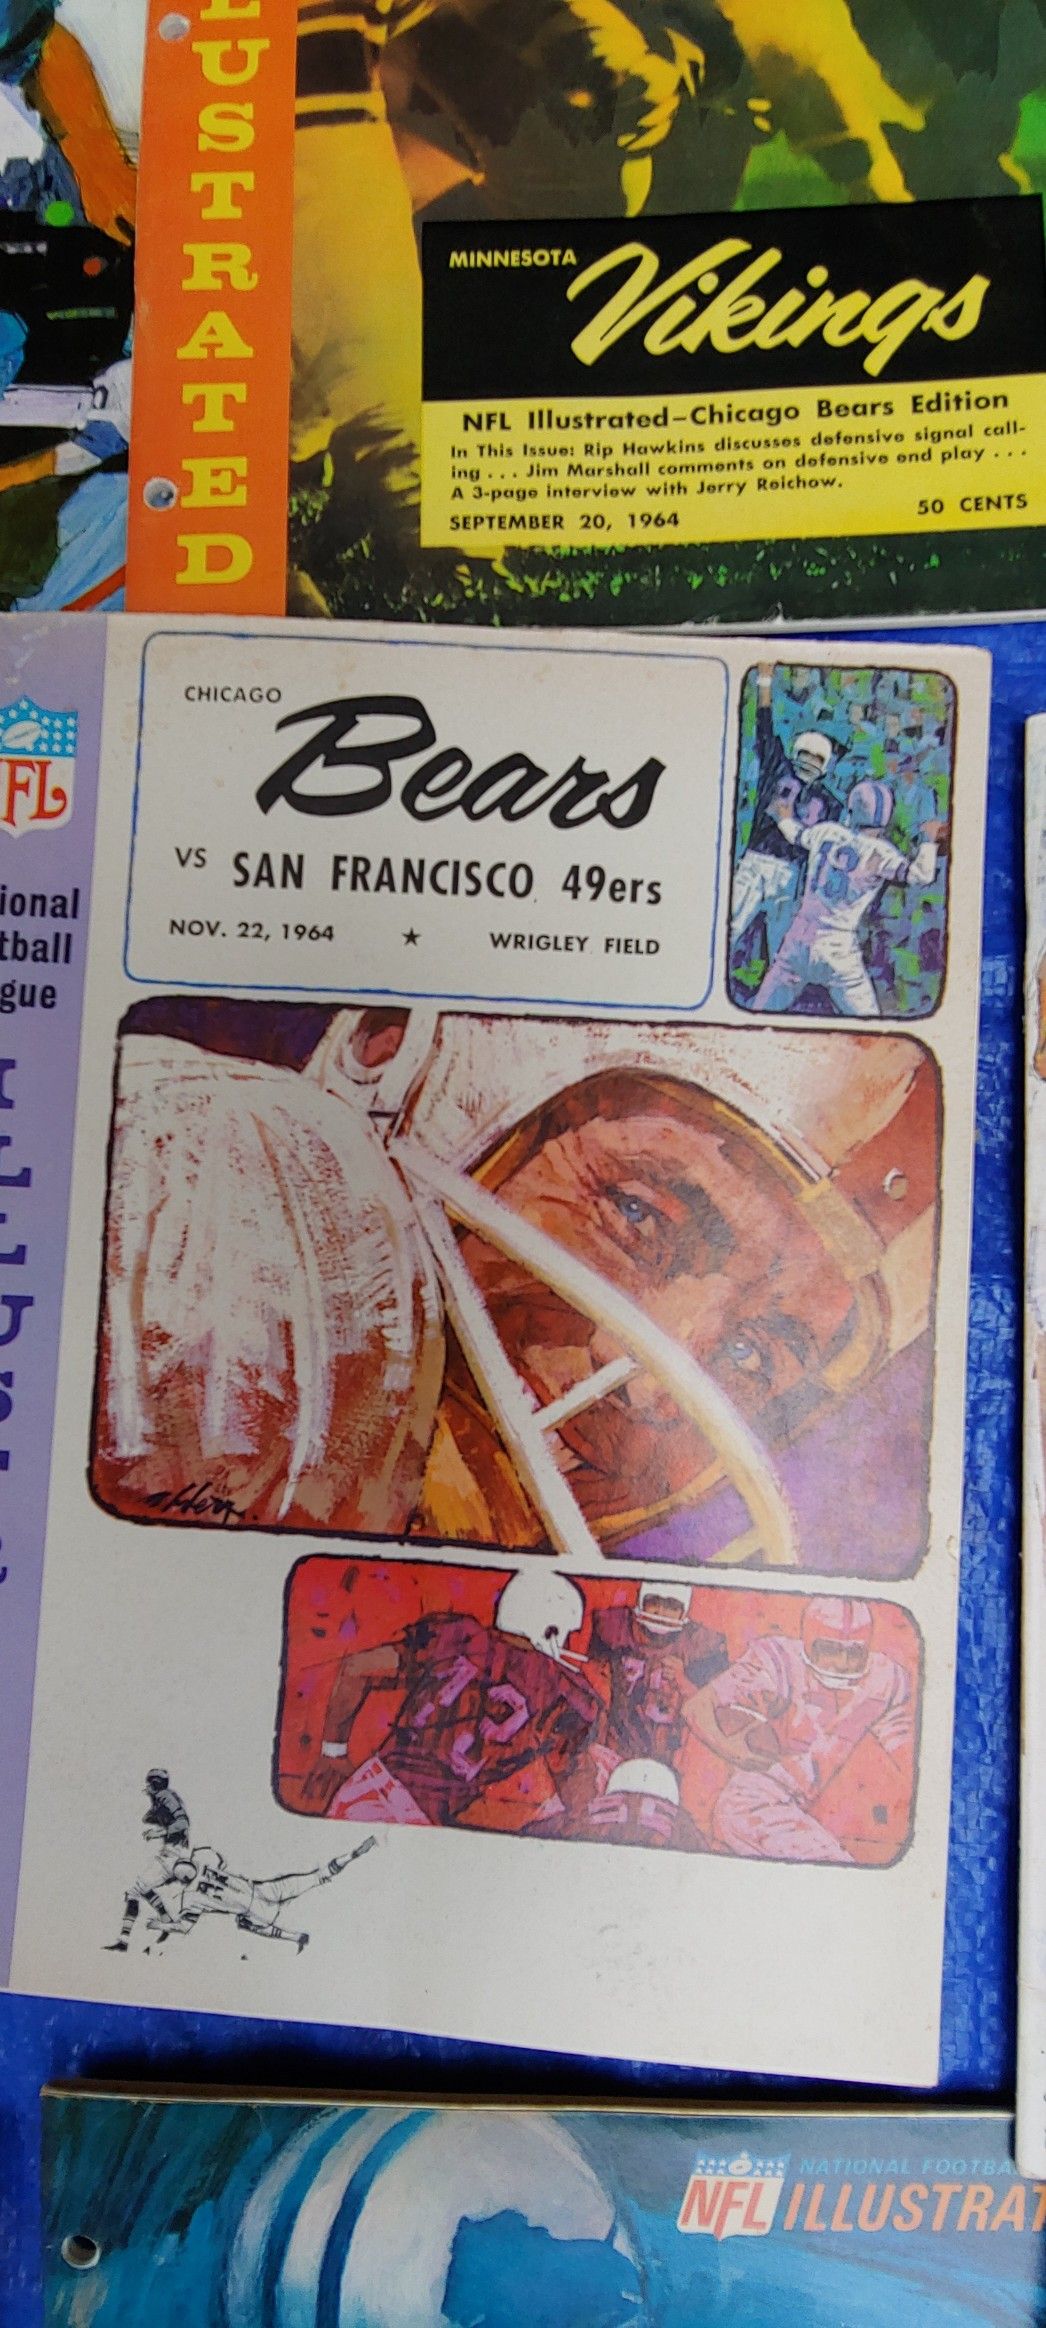 LUSTRATED
MINNESOTA
Vikings
NFL Illustrated-Chicago Bears Edition
In This Issue: Rip Hawkins discusses defensive signal call-
ing . . . Jim Marshall comments on defensive end play . . .
A 3-page interview with Jerry Reichow.
SEPTEMBER 20, 1964
50 CENTS
CHICAGO
Bears
VS SAN FRANCISCO 49ers
NOV. 22, 1964 ★ WRIGLEY FIELD
NFL
ional
tball
gue
13
NATIONAL FOOTBA
NFL ILLUSTRAT